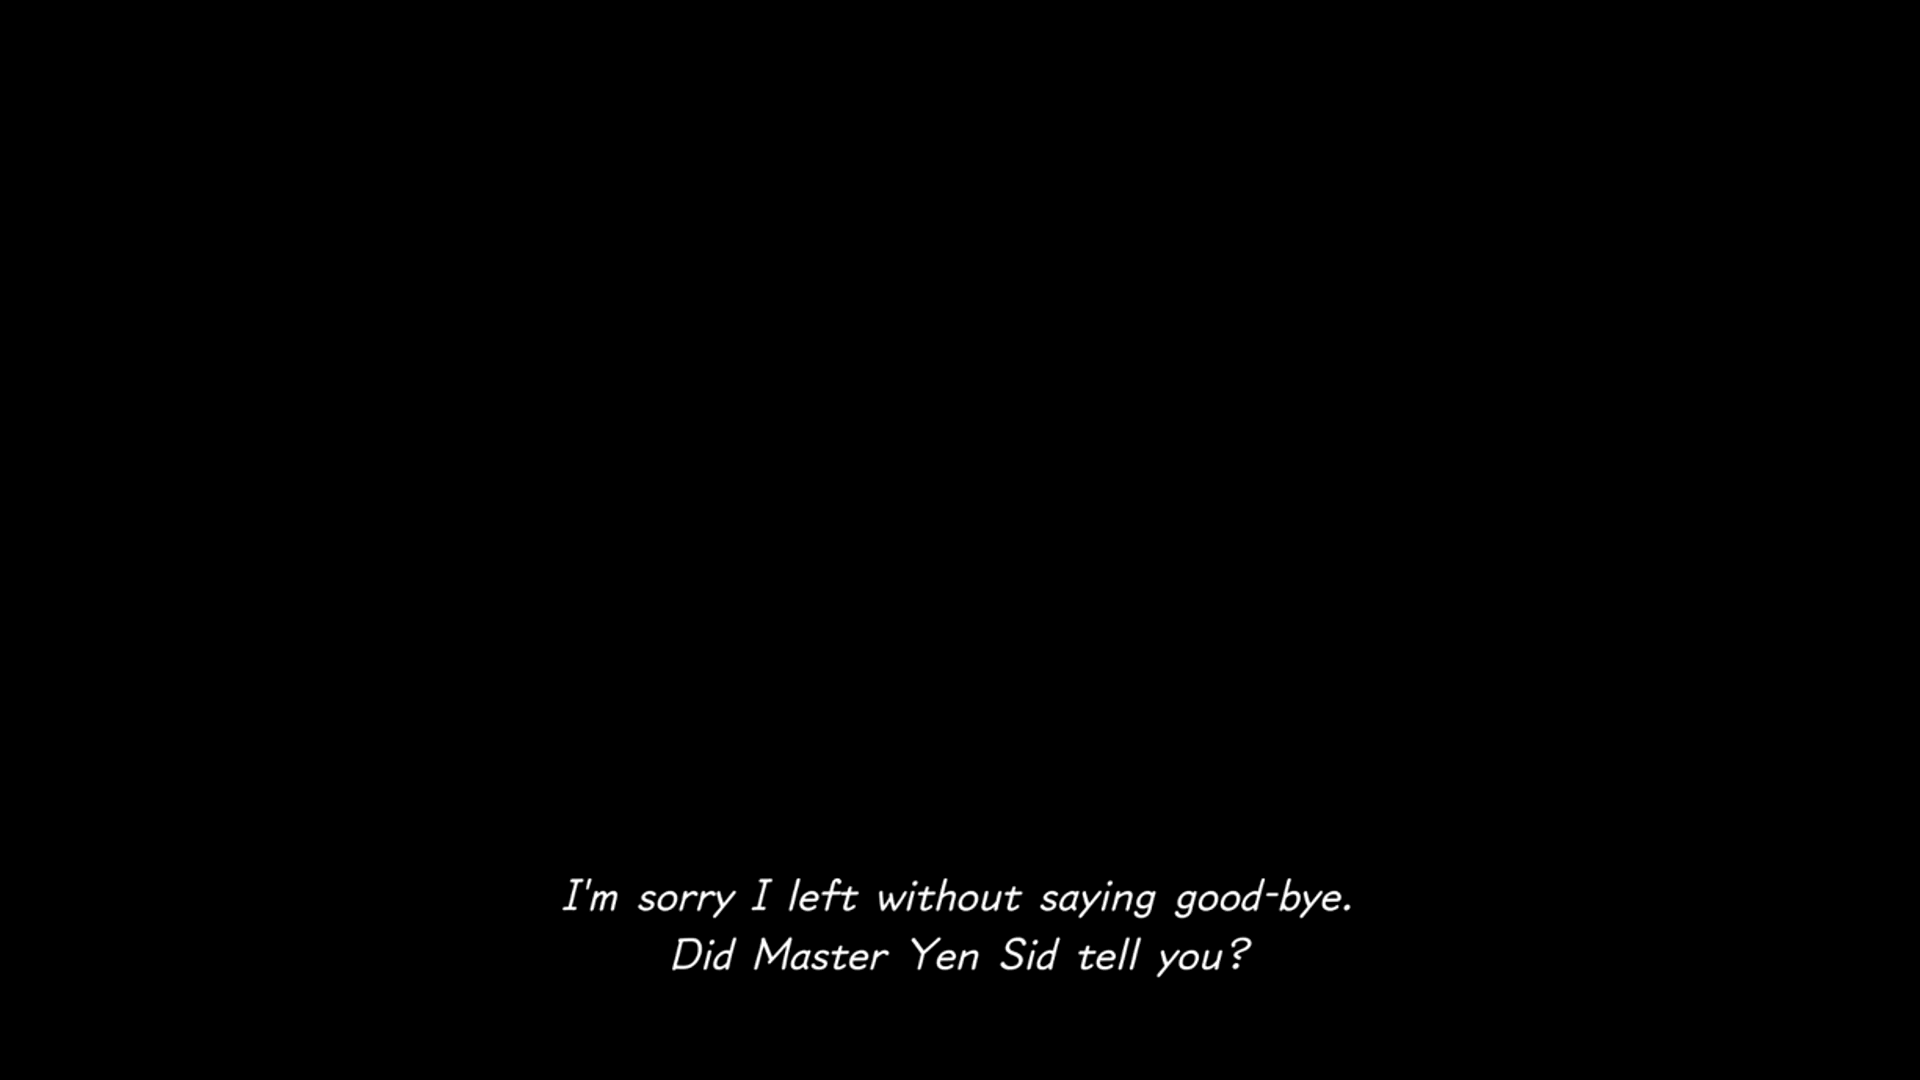 I'm sorry I left without saying good-bye.
Did Master Yen Sid tell you?